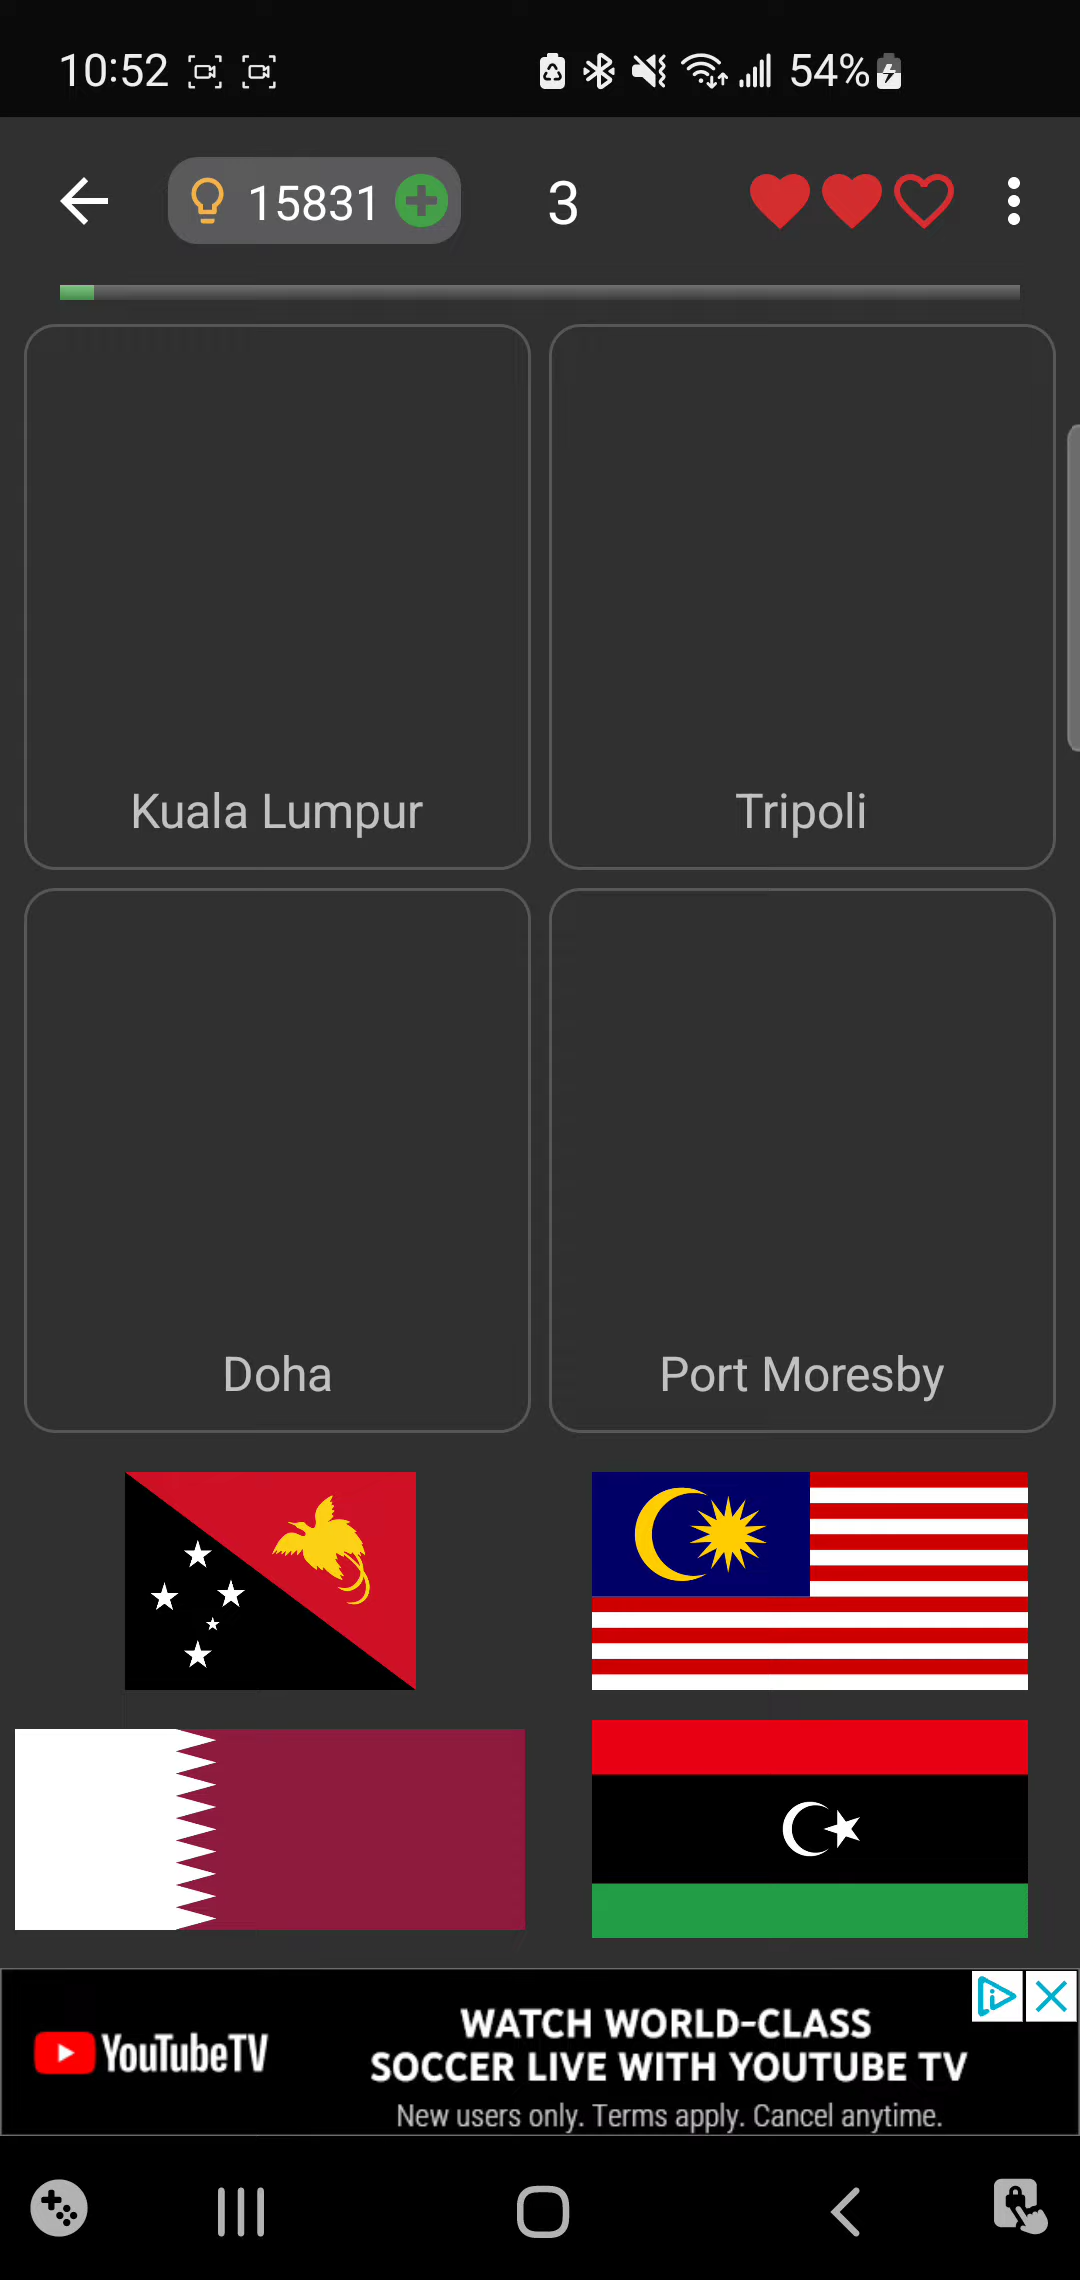 10:52 54%
15831 3
Kuala Lumpur Tripoli
Doha Port Moresby
YouTubeTV
WATCH WORLD-CLASS
SOCCER LIVE WITH YOUTUBE TV
New users only. Terms apply. Cancel anytime.